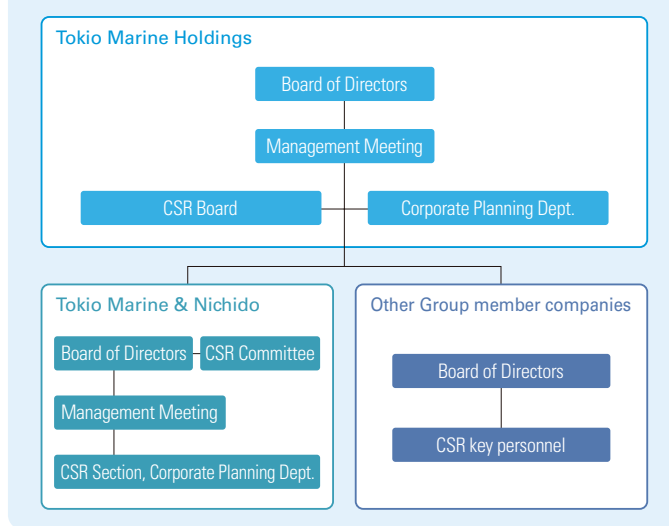 Tokio Marine Holdings
Board of Directors
Management Meeting
CSR Board
Corporate Planning Dept.
Tokio Marine & Nichido
Board of Directors
CSR Committee
Management Meeting
CSR Section, Corporate Planning Dept.
Other Group member companies
Board of Directors
CSR key personnel